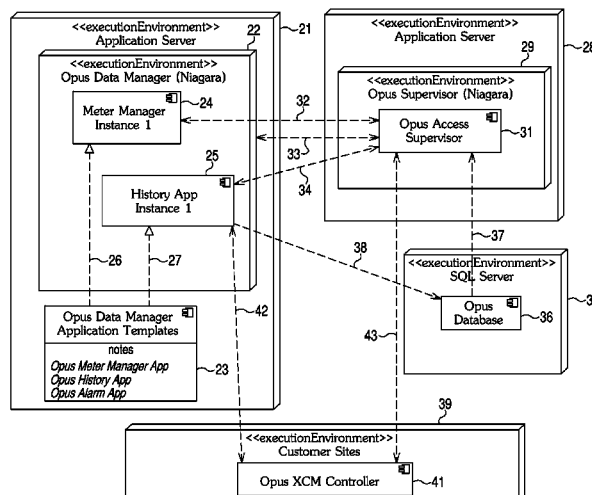 <<executionEnvironment>>
Application Server
21
22
<<executionEnvironment>>
Opus Data Manager (Niagara)
Meter Manager
Instance 1
24
25
History App
Instance 1
26
27
Opus Data Manager
Application Templates
notes
Opus Meter Manager App
Opus History App
Opus Alarm App
23
32
33
34
<<executionEnvironment>>
Application Server
28
29
<<executionEnvironment>>
Opus Supervisor (Niagara)
Opus Access
Supervisor
31
37
38
<<executionEnvironment>>
SQL Server
Opus
Database
36
42
43
39
<<executionEnvironment>>
Customer Sites
Opus XCM Controller
41